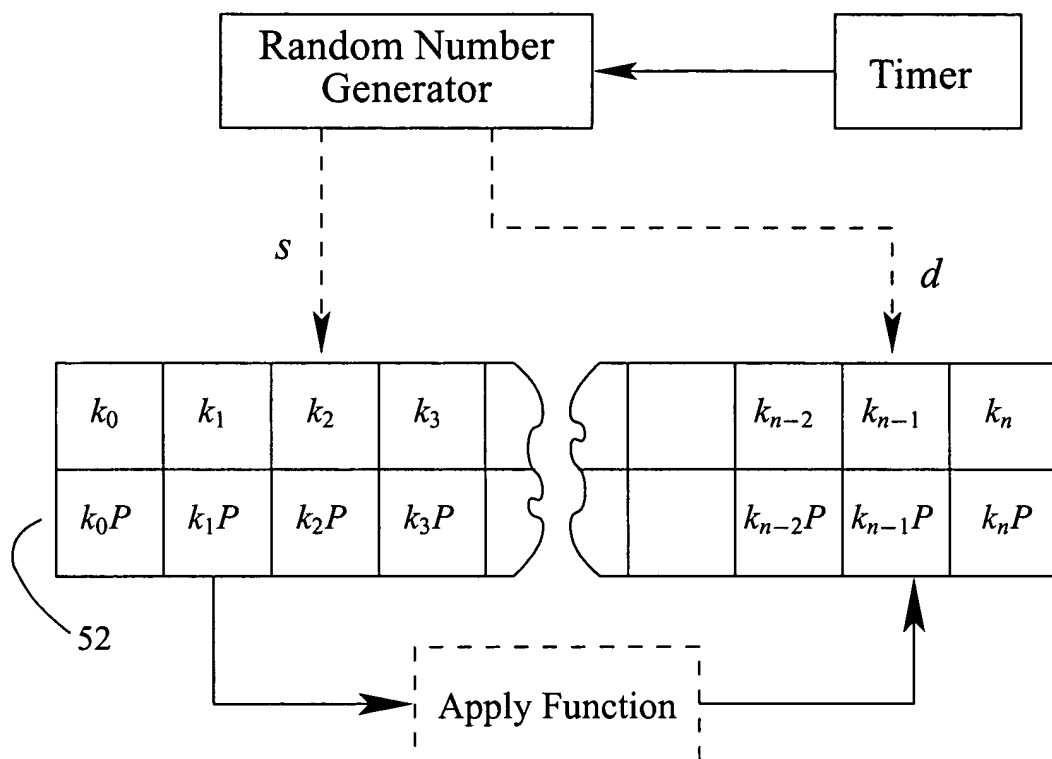 Random Number
Generator
Timer
s
d
k₀ k₁ k₂ k₃ kₙ₋₂ kₙ₋₁ kₙ
k₀P k₁P k₂P k₃P kₙ₋₂P kₙ₋₁P kₙP
52
Apply Function